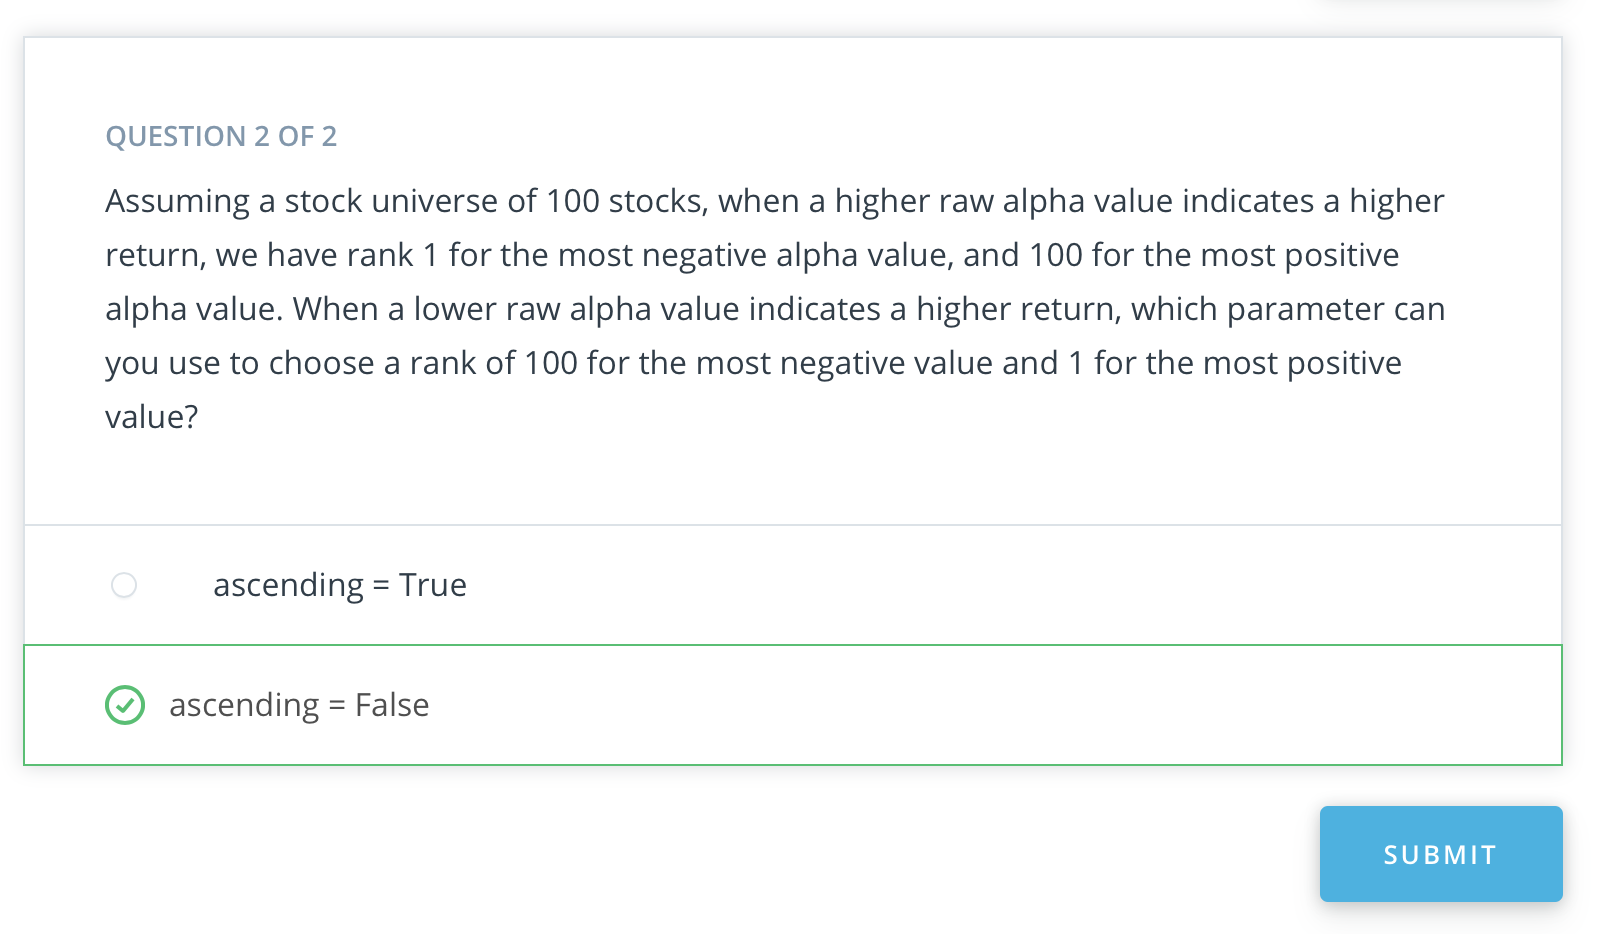 QUESTION 2 OF 2
Assuming a stock universe of 100 stocks, when a higher raw alpha value indicates a higher
return, we have rank 1 for the most negative alpha value, and 100 for the most positive
alpha value. When a lower raw alpha value indicates a higher return, which parameter can
you use to choose a rank of 100 for the most negative value and 1 for the most positive
value?
ascending = True
ascending = False
SUBMIT